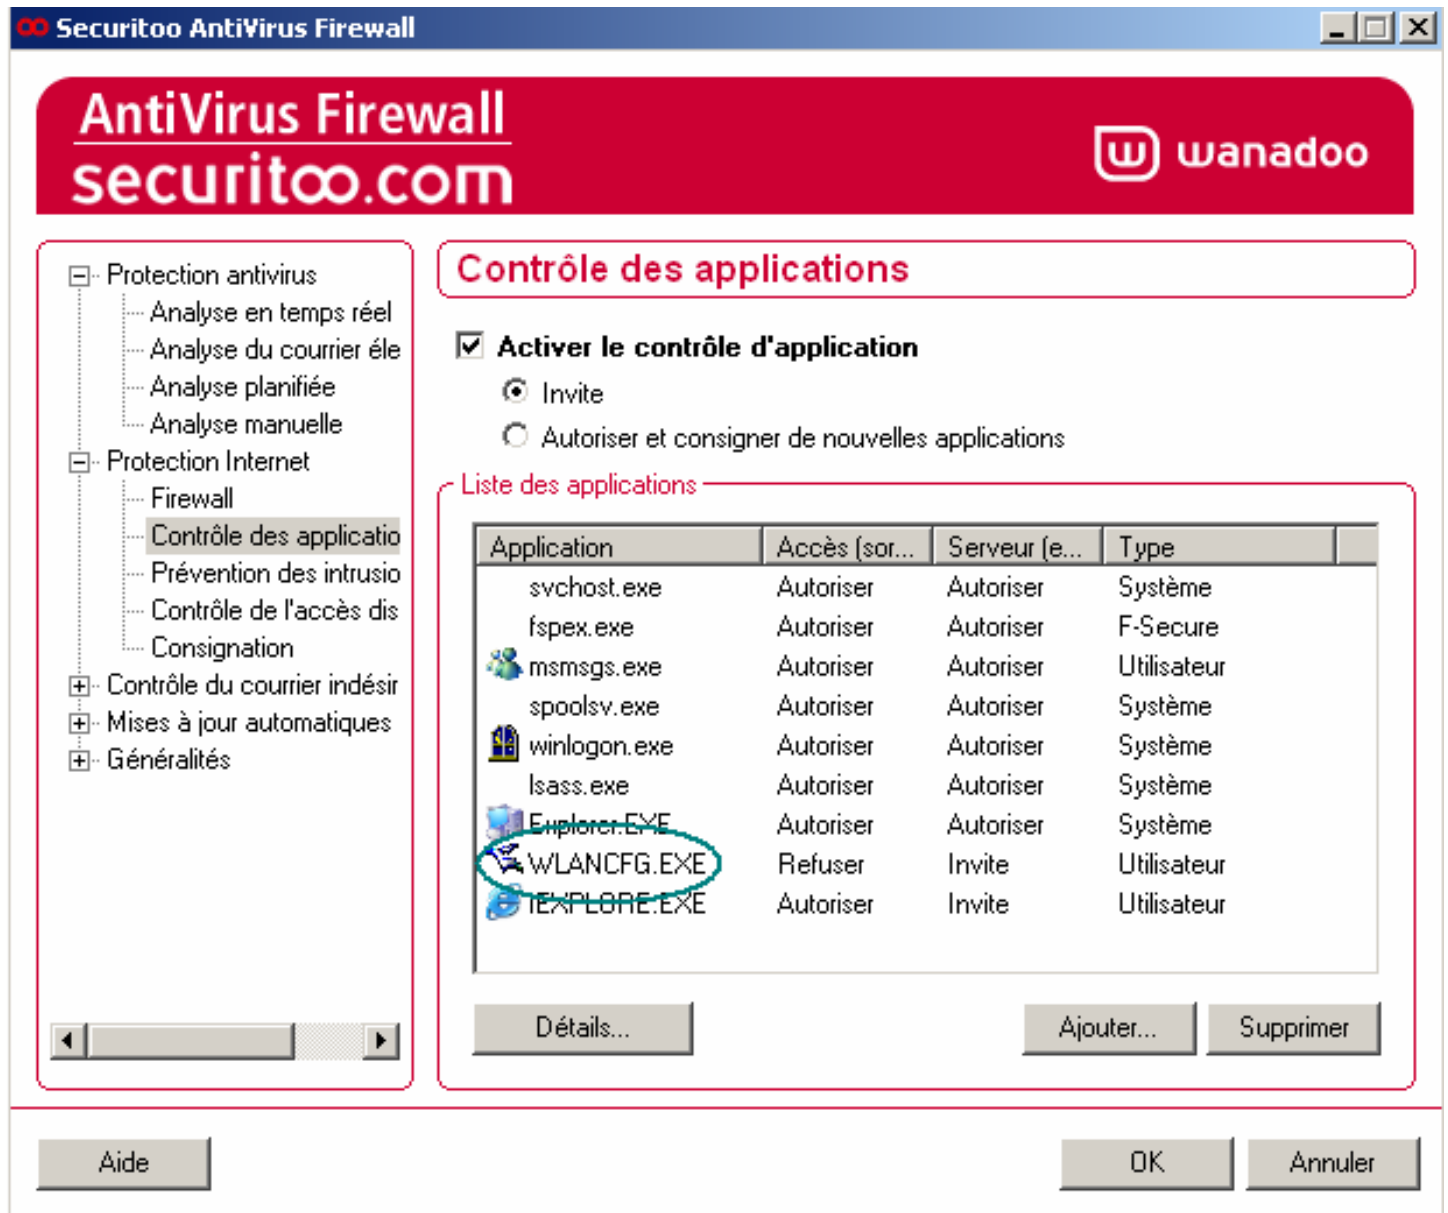 Securitoo AntiVirus Firewall
AntiVirus Firewall
securitoo.com
wanadoo
Protection antivirus
Analyse en temps réel
Analyse du courrier éle
Analyse planifiée
Analyse manuelle
Protection Internet
Firewall
Contrôle des applicatio
Prévention des intrusio
Contrôle de l'accès dis
Consignation
Contrôle du courrier indésir
Mises à jour automatiques
Généralités
Contrôle des applications
Activer le contrôle d'application
Invite
Autoriser et consigner de nouvelles applications
Liste des applications
Application Accès (sor... Serveur (e... Type
svchost.exe Autoriser Autoriser Système
fspex.exe Autoriser Autoriser F-Secure
msmsgs.exe Autoriser Autoriser Utilisateur
spoolsv.exe Autoriser Autoriser Système
winlogon.exe Autoriser Autoriser Système
lsass.exe Autoriser Autoriser Système
Explorer.EXE Autoriser Autoriser Système
WLANCFG.EXE Refuser Invite Utilisateur
IEXPLORE.EXE Autoriser Invite Utilisateur
Détails... Ajouter... Supprimer
Aide OK Annuler